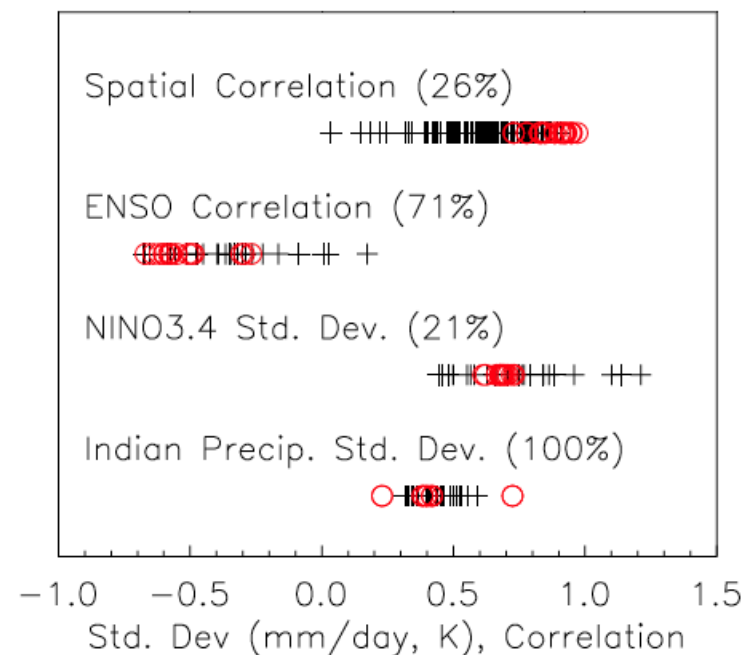 Spatial Correlation (26%)
ENSO Correlation (71%)
NINO3.4 Std. Dev. (21%)
Indian Precip. Std. Dev. (100%)
−1.0 −0.5 0.0 0.5 1.0 1.5
Std. Dev (mm/day, K), Correlation